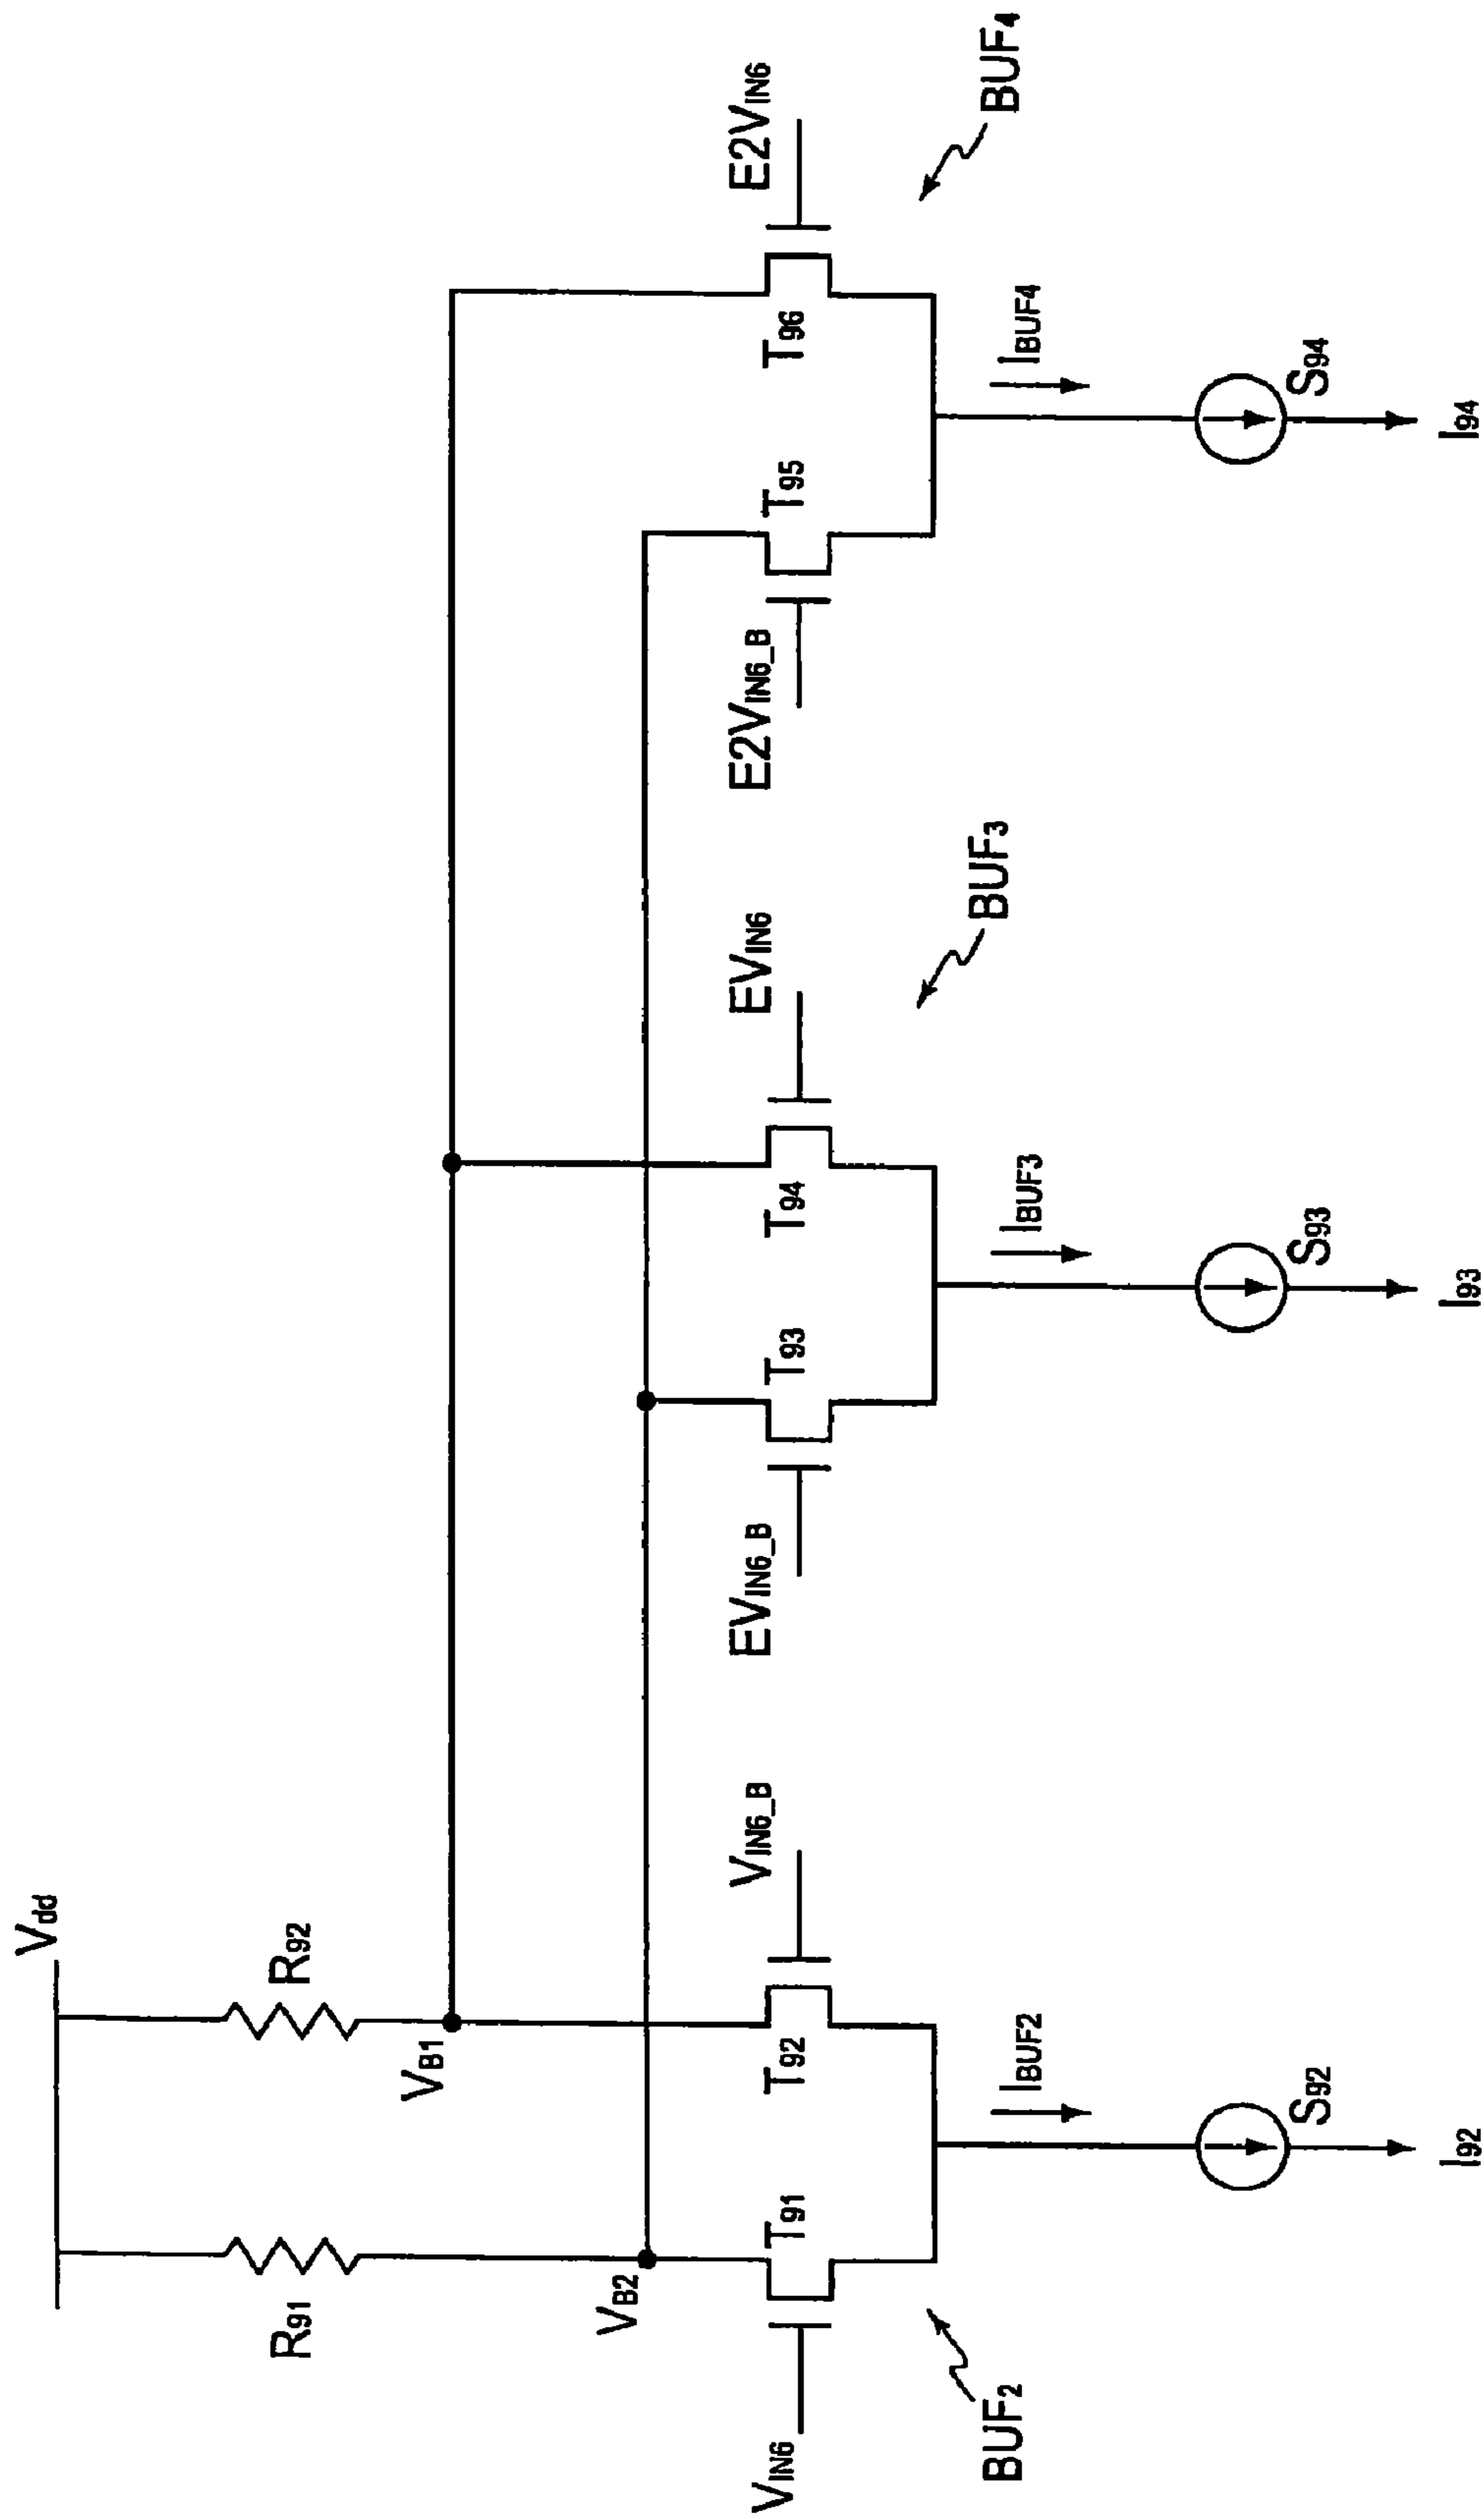 Vdd
R91
R92
VB1
VB2
VIN6
T91
T92
VIN6_B
EVIN6_B
T93
T94
EVIN6
E2VIN6_B
T95
T96
E2VIN6
BUF2
IBUF2
IBUF3
BUF3
IBUF4
BUF4
S92
S93
S94
I92
I93
I94